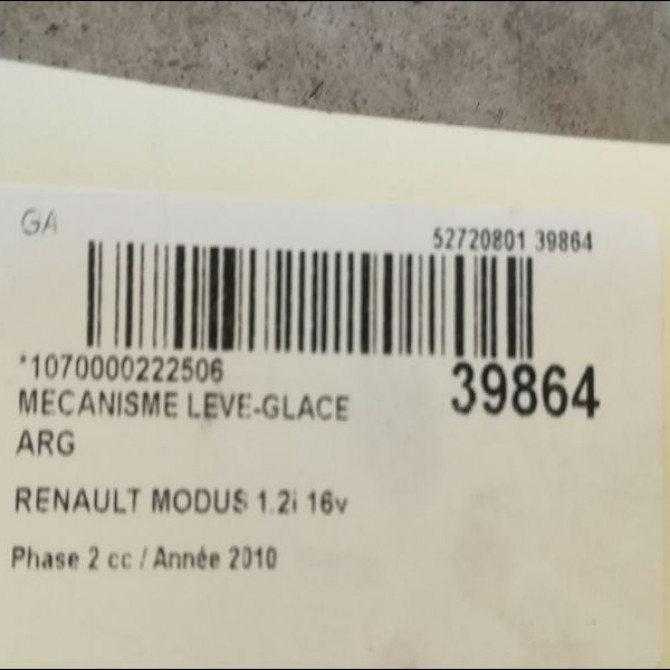 GA
52720801 39864
*1070000222506
39864
MECANISME LEVE-GLACE
ARG
RENAULT MODUS 1.2i 16v
Phase 2 cc / Année 2010